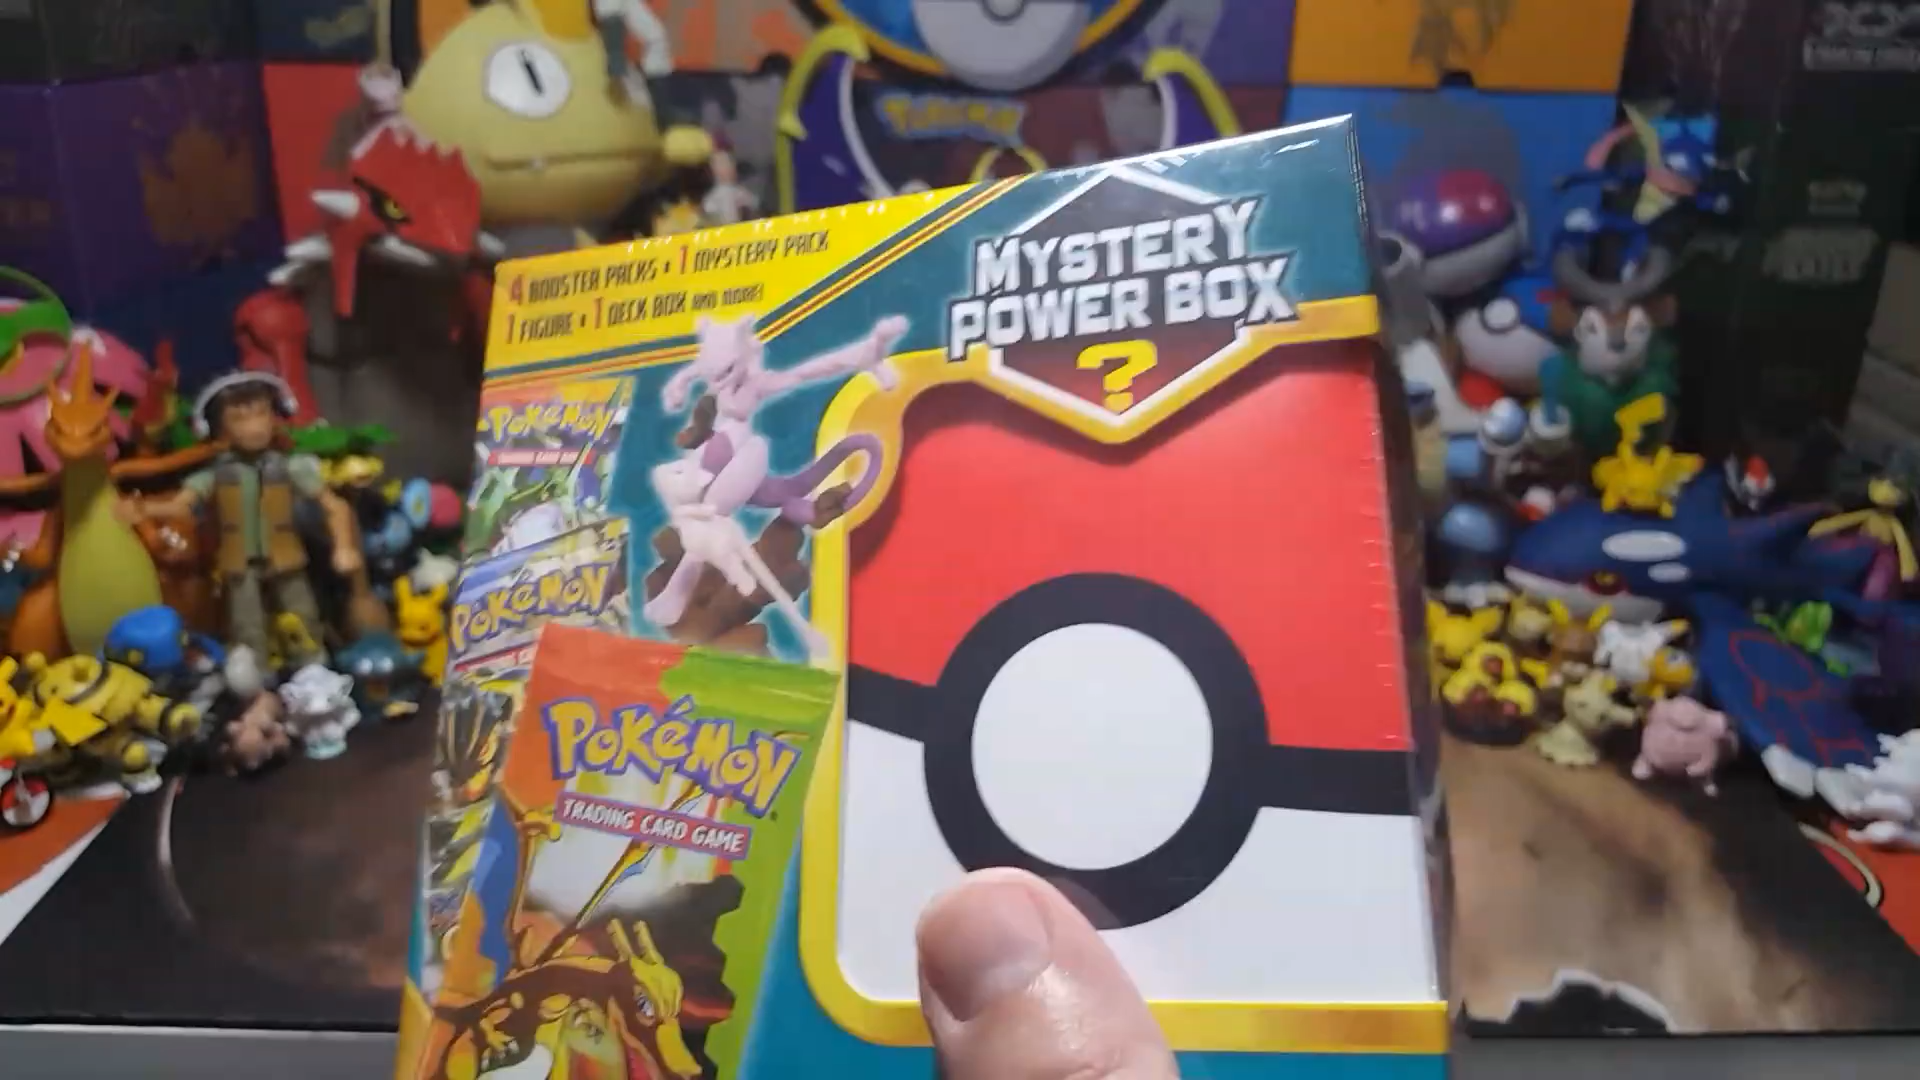 POKéMON
4 BOOSTER PACKS • 1 MYSTERY PACK
1 FIGURE • 1 DECK BOX AND MORE!
MYSTERY
POWER BOX
?
POKéMON
POKéMON
POKéMON
TRADING CARD GAME